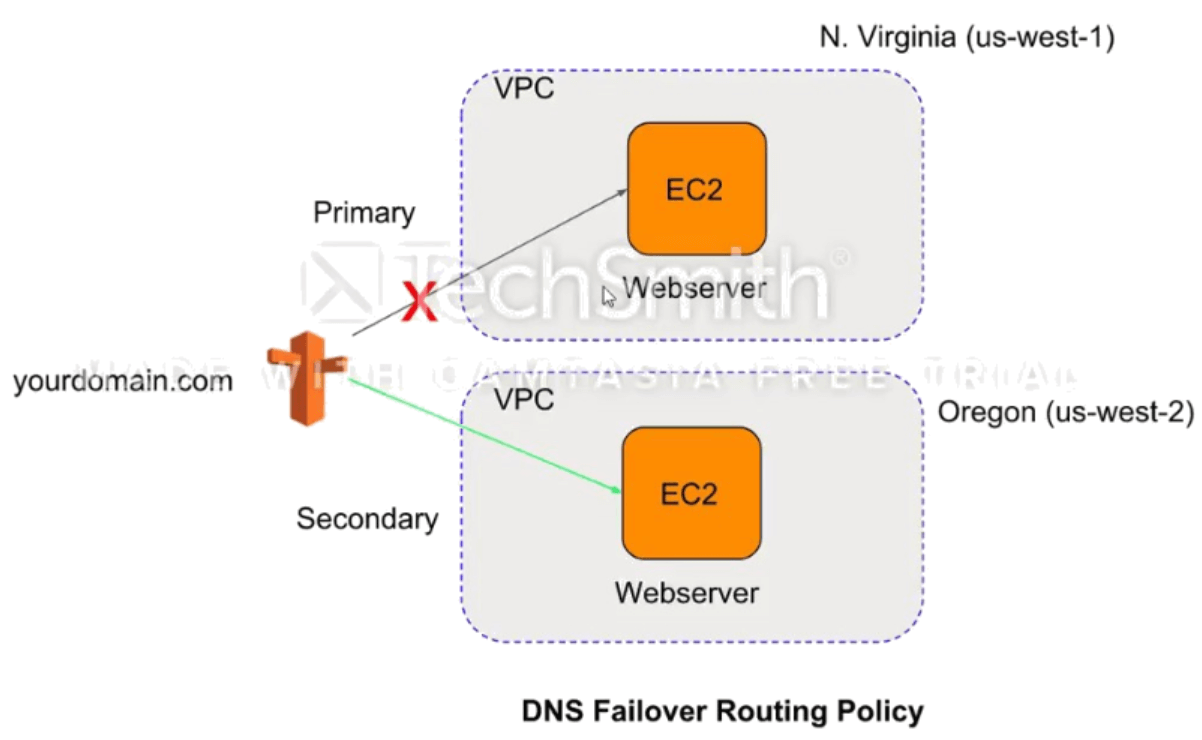 N. Virginia (us-west-1)
VPC
EC2
Primary
TechSmith®
Webserver
X
MADE WITH CAMTASIA FREE TRIAL
yourdomain.com
VPC
Oregon (us-west-2)
EC2
Secondary
Webserver
DNS Failover Routing Policy